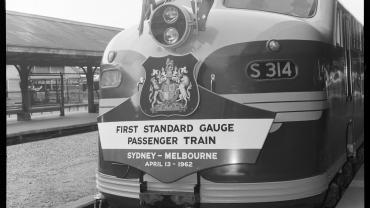 S 314
FIRST STANDARD GAUGE
PASSENGER TRAIN
SYDNEY - MELBOURNE
APRIL 13 - 1962